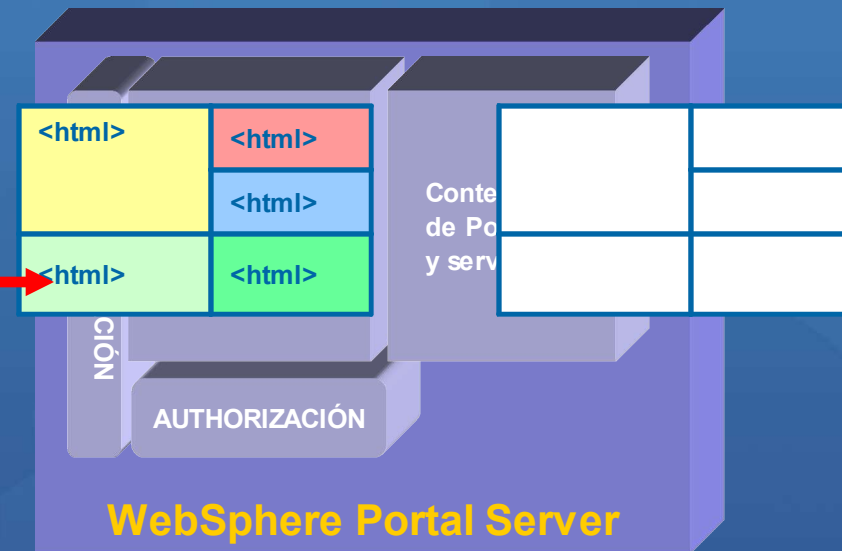 <html>
<html>
<html>
Conte
de Po
y serv
<html>
<html>
CIÓN
AUTHORIZACIÓN
WebSphere Portal Server